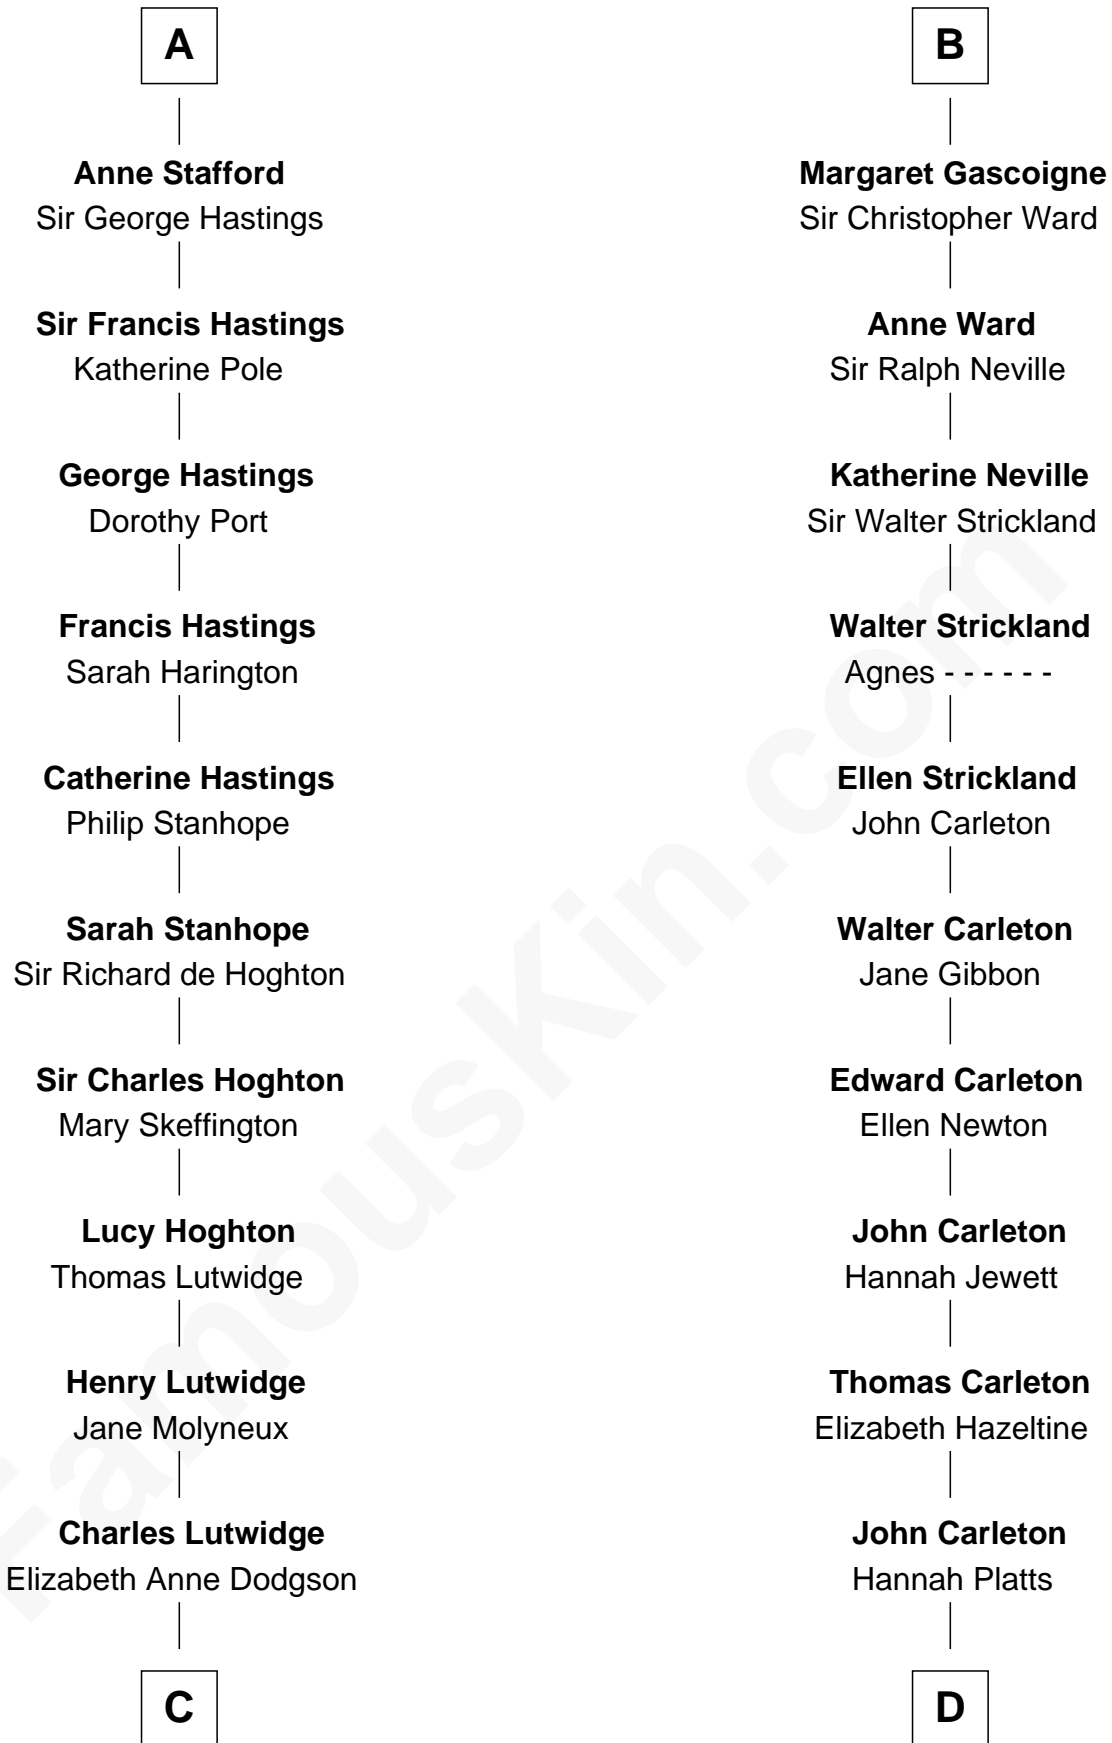 A
Anne Stafford
Sir George Hastings
Sir Francis Hastings
Katherine Pole
George Hastings
Dorothy Port
Francis Hastings
Sarah Harington
Catherine Hastings
Philip Stanhope
Sarah Stanhope
Sir Richard de Hoghton
Sir Charles Hoghton
Mary Skeffington
Lucy Hoghton
Thomas Lutwidge
Henry Lutwidge
Jane Molyneux
Charles Lutwidge
Elizabeth Anne Dodgson
C
B
Margaret Gascoigne
Sir Christopher Ward
Anne Ward
Sir Ralph Neville
Katherine Neville
Sir Walter Strickland
Walter Strickland
Agnes - - - - - -
Ellen Strickland
John Carleton
Walter Carleton
Jane Gibbon
Edward Carleton
Ellen Newton
John Carleton
Hannah Jewett
Thomas Carleton
Elizabeth Hazeltine
John Carleton
Hannah Platts
D
FamousKin.com